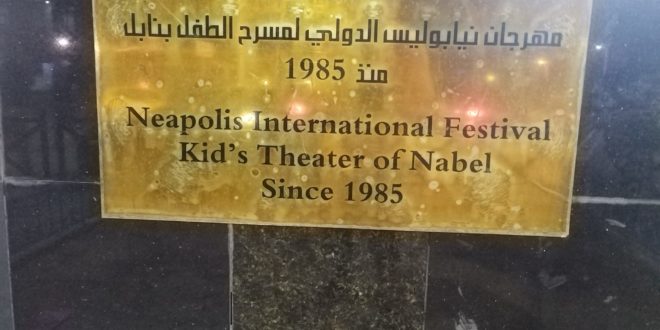 مهرجان نيابوليس الدولي لمسرح الطفل بنابل
منذ 1985
Neapolis International Festival
Kid's Theater of Nabel
Since 1985